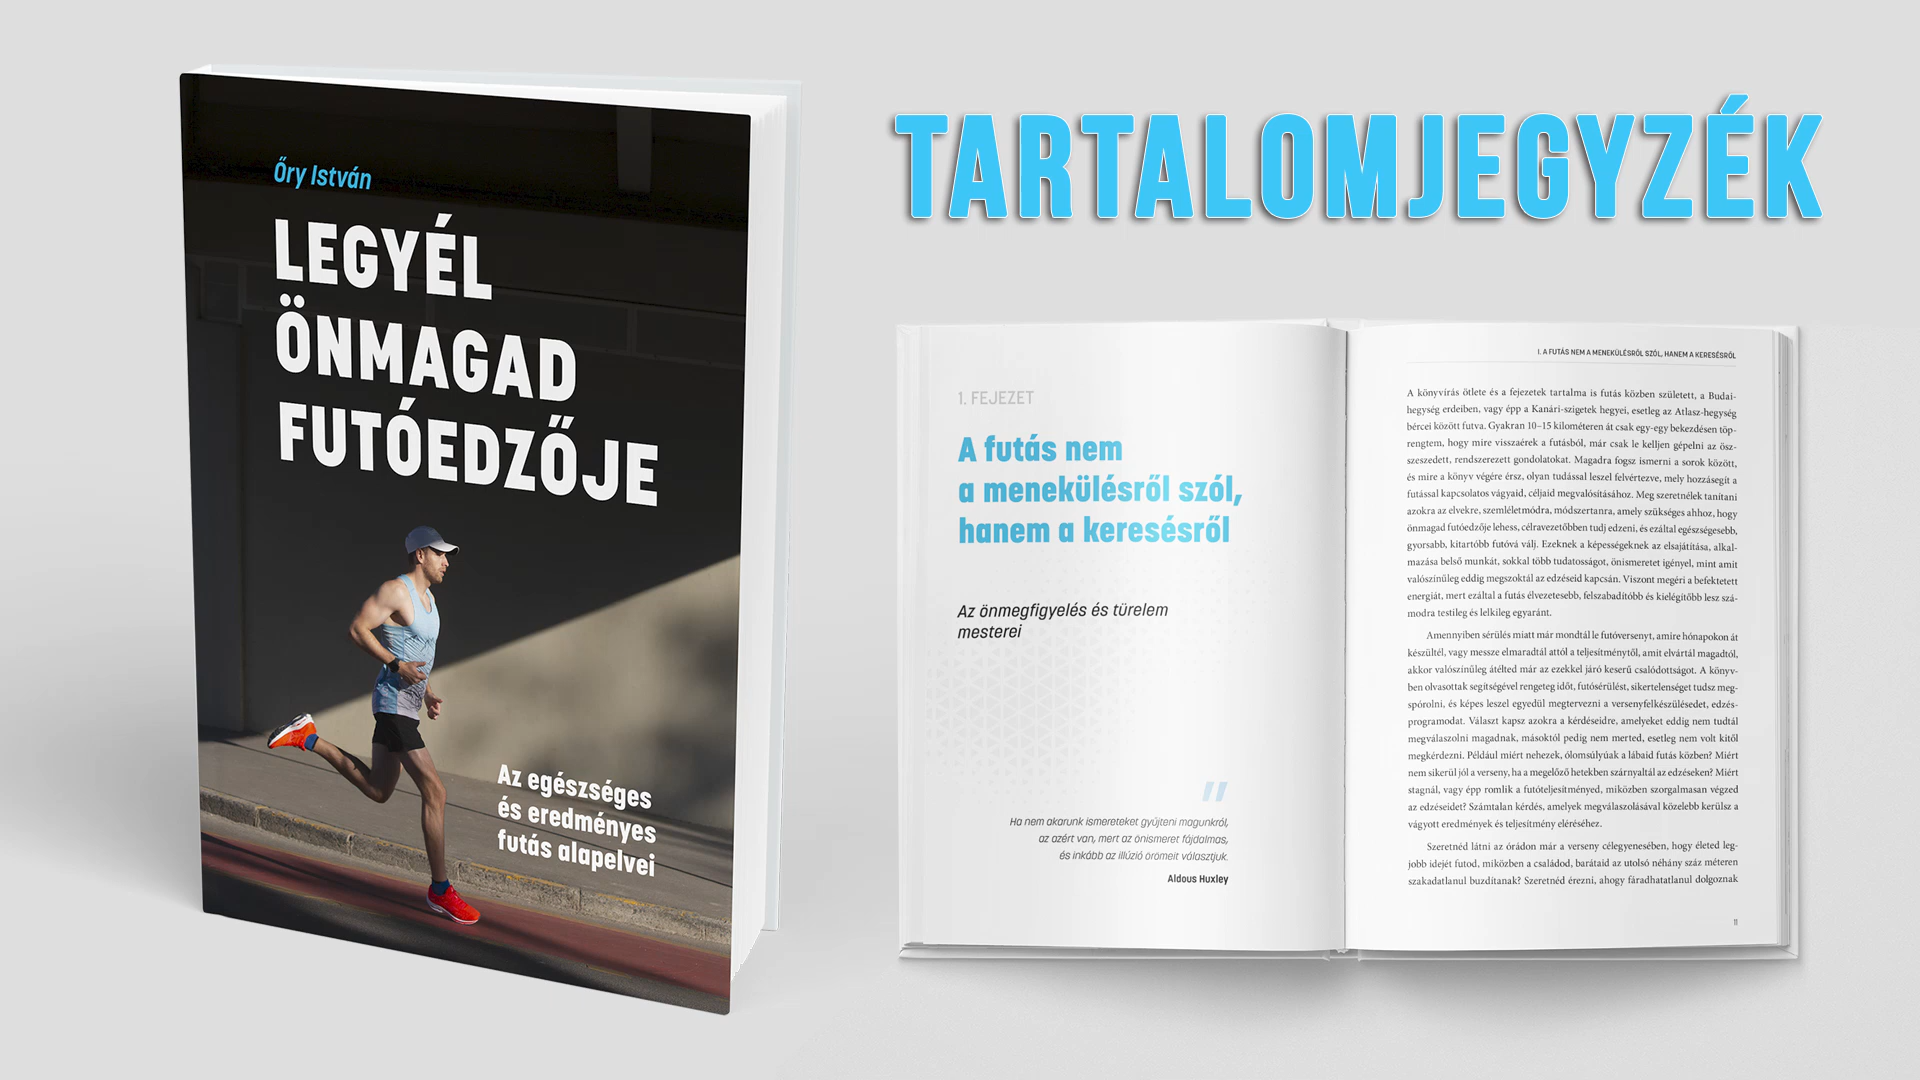 Őry István
LEGYÉL
ÖNMAGAD
FUTÓEDZŐJE
Az egészséges
és eredményes
futás alapelvei
TARTALOMJEGYZÉK
1. FEJEZET
A futás nem
a menekülésről szól,
hanem a keresésről
Az önmegfigyelés és türelem
mesterei
"
Ha nem akarunk ismereteket gyűjteni magunkról,
az azért van, mert az önismeret fájdalmas,
és inkább az illúzió örömeit választjuk.
Aldous Huxley
I. A FUTÁS NEM A MENEKÜLÉSRŐL SZÓL, HANEM A KERESÉSRŐL
A könyvírás ötlete és a fejezetek tartalma is futás közben született, a Budai-
hegység erdeiben, vagy épp a Kanári-szigetek hegyei, esetleg az Atlasz-hegység
bércei között futva. Gyakran 10–15 kilométeren át csak egy-egy bekezdésen töp-
rengtem, hogy mire visszaérek a futásból, már csak le kelljen gépelni az ösz-
szeszedett, rendszerezett gondolatokat. Magadra fogsz ismerni a sorok között,
és mire a könyv végére érsz, olyan tudással leszel felvértezve, mely hozzásegít a
futással kapcsolatos vágyaid, céljaid megvalósításához. Meg szeretnélek tanítani
azokra az elvekre, szemléletmódra, módszertanra, amely szükséges ahhoz, hogy
önmagad futóedzője lehess, célravezetőbben tudj edzeni, és ezáltal egészségesebb,
gyorsabb, kitartóbb futóvá válj. Ezeknek a képességeknek az elsajátítása, alkal-
mazása belső munkát, sokkal több tudatosságot, önismeretet igényel, mint amit
valószínűleg eddig megszoktál az edzéseid kapcsán. Viszont megéri a befektetett
energiát, mert ezáltal a futás élvezetesebb, felszabadítóbb és kielégítőbb lesz szá-
modra testileg és lelkileg egyaránt.
Amennyiben sérülés miatt már mondtál le futóversenyt, amire hónapokon át
készültél, vagy messze elmaradtál attól a teljesítménytől, amit elvártál magadtól,
akkor valószínűleg átélted már az ezekkel járó keserű csalódottságot. A könyv-
ben olvasottak segítségével rengeteg időt, futósérülést, sikertelenséget tudsz meg-
spórolni, és képes leszel egyedül megtervezni a versenyfelkészülésedet, edzés-
programodat. Választ kapsz azokra a kérdéseidre, amelyeket eddig nem tudtál
megválaszolni magadnak, másoktól pedig nem merted, esetleg nem volt kitől
megkérdezni. Például miért nehezek, ólomsúlyúak a lábaid futás közben? Miért
nem sikerül jól a verseny, ha a megelőző hetekben szárnyaltál az edzéseken? Miért
stagnál, vagy épp romlik a futóteljesítményed, miközben szorgalmasan végzed
az edzéseidet? Számtalan kérdés, amelyek megválaszolásával közelebb kerülsz a
vágyott eredmények és teljesítmény eléréséhez.
Szeretnéd látni az órádon már a verseny célegyenesében, hogy életed leg-
jobb idejét futod, miközben a családod, barátaid az utolsó néhány száz méteren
szakadatlanul buzdítanak? Szeretnéd érezni, ahogy fáradhatatlanul dolgoznak
11